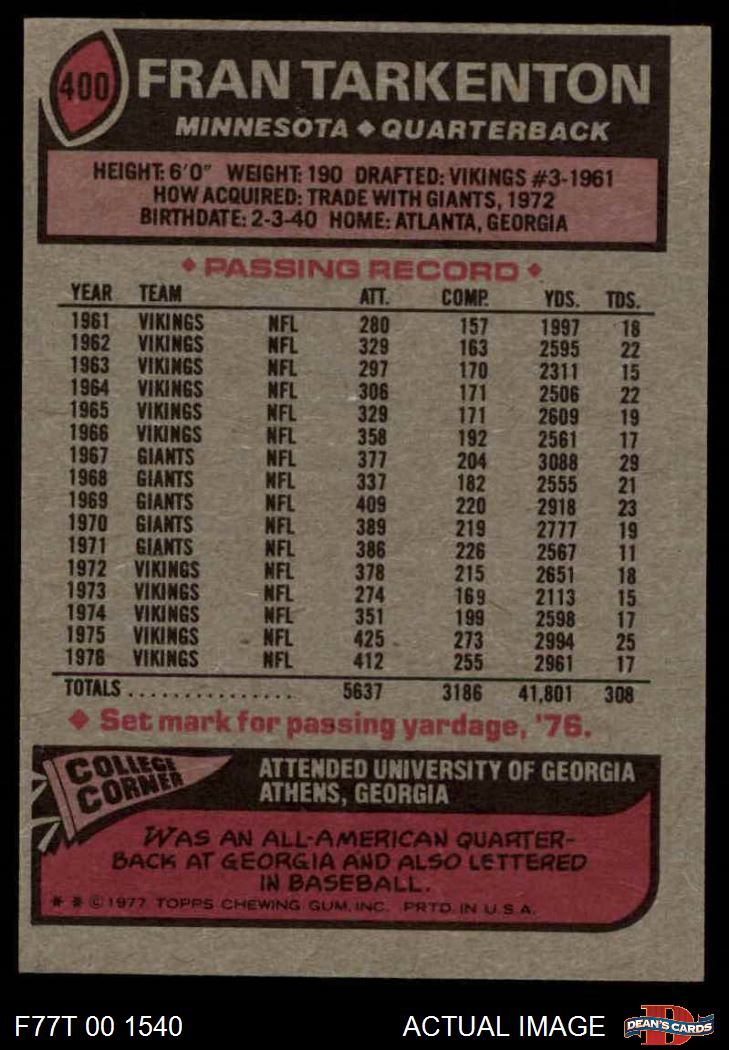 400 FRAN TARKENTON
MINNESOTA ◆ QUARTERBACK
HEIGHT: 6'0" WEIGHT: 190 DRAFTED: VIKINGS #3-1961
HOW ACQUIRED: TRADE WITH GIANTS, 1972
BIRTHDATE: 2-3-40 HOME: ATLANTA, GEORGIA
◆ PASSING RECORD ◆
YEAR TEAM ATT. COMP. YDS. TDS.
1961 VIKINGS NFL 280 157 1997 18
1962 VIKINGS NFL 329 163 2595 22
1963 VIKINGS NFL 297 170 2311 15
1964 VIKINGS NFL 306 171 2506 22
1965 VIKINGS NFL 329 171 2609 19
1966 VIKINGS NFL 358 192 2561 17
1967 GIANTS NFL 377 204 3088 29
1968 GIANTS NFL 337 182 2555 21
1969 GIANTS NFL 409 220 2918 23
1970 GIANTS NFL 389 219 2777 19
1971 GIANTS NFL 386 226 2567 11
1972 VIKINGS NFL 378 215 2651 18
1973 VIKINGS NFL 274 169 2113 15
1974 VIKINGS NFL 351 199 2598 17
1975 VIKINGS NFL 425 273 2994 25
1976 VIKINGS NFL 412 255 2961 17
TOTALS ............... 5637 3186 41,801 308
◆ Set mark for passing yardage, '76.
COLLEGE
CORNER
ATTENDED UNIVERSITY OF GEORGIA
ATHENS, GEORGIA
WAS AN ALL-AMERICAN QUARTER-
BACK AT GEORGIA AND ALSO LETTERED
IN BASEBALL.
* * © 1977 TOPPS CHEWING GUM, INC. PRTD. IN U.S.A.
F77T 00 1540 ACTUAL IMAGE D DEAN'S CARDS